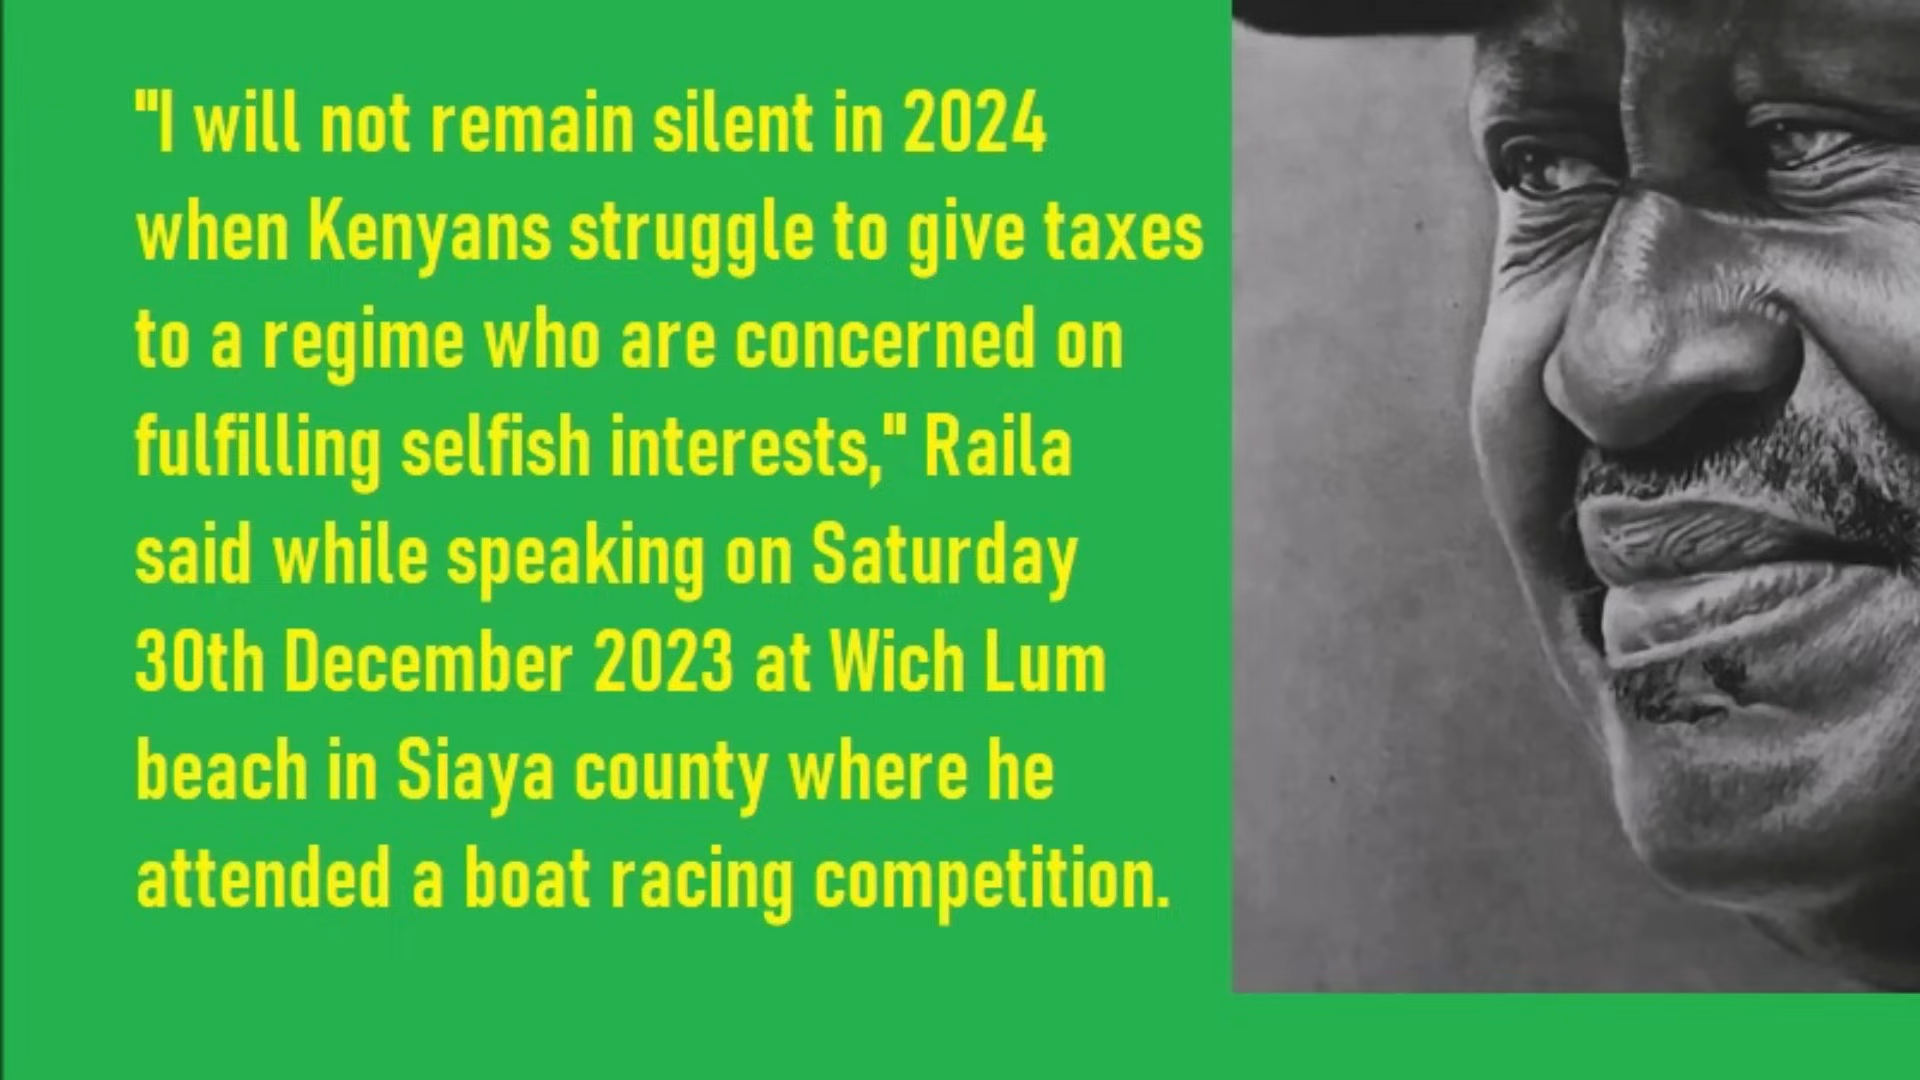 "I will not remain silent in 2024
when Kenyans struggle to give taxes
to a regime who are concerned on
fulfilling selfish interests," Raila
said while speaking on Saturday
30th December 2023 at Wich Lum
beach in Siaya county where he
attended a boat racing competition.